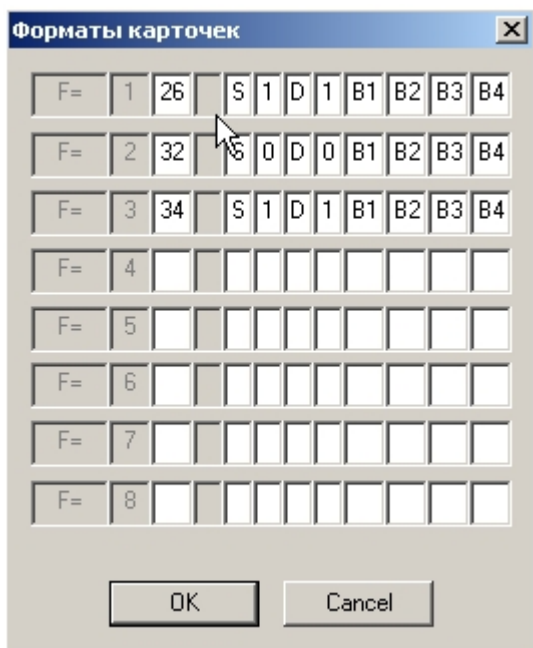 Форматы карточек
F= 1 26 S 1 D 1 B1 B2 B3 B4
F= 2 32 S 0 D 0 B1 B2 B3 B4
F= 3 34 S 1 D 1 B1 B2 B3 B4
F= 4
F= 5
F= 6
F= 7
F= 8
OK Cancel